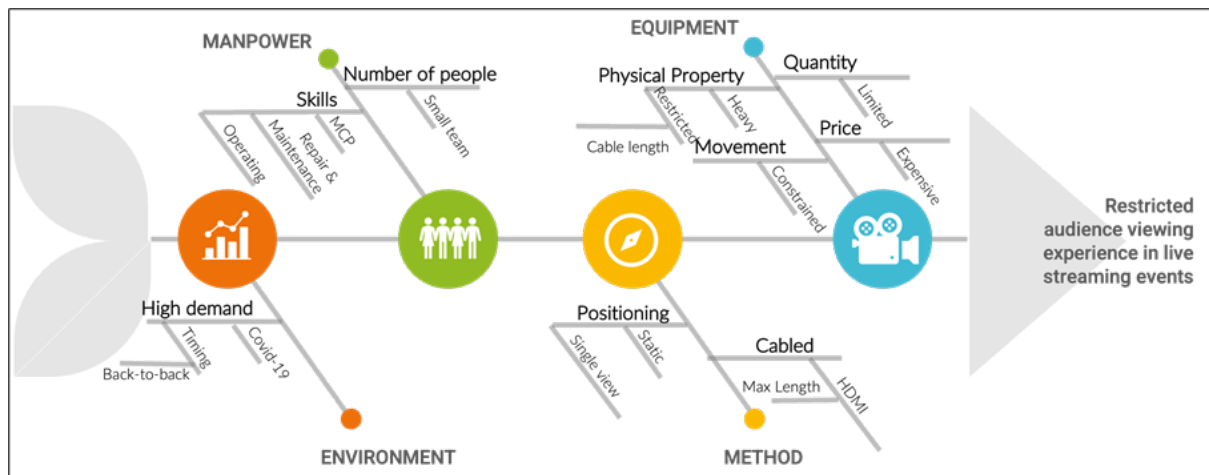 MANPOWER
Number of people
Small team
Skills
MCP
Repair &
Maintenance
Operating
EQUIPMENT
Quantity
Limited
Physical Property
Heavy
Restricted
Cable length
Price
Expensive
Movement
Constrained
Restricted
audience viewing
experience in live
streaming events
High demand
Covid-19
Timing
Back-to-back
ENVIRONMENT
Positioning
Static
Single view
Cabled
HDMI
Max Length
METHOD